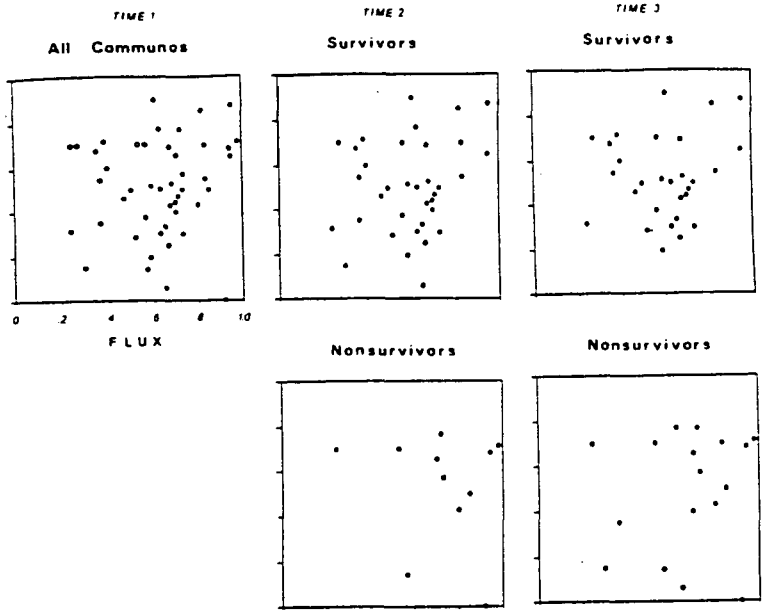 TIME 1
TIME 2
TIME 3
All Communos
Survivors
Survivors
0 .2 .4 .6 .8 1.0
FLUX
Nonsurvivors
Nonsurvivors